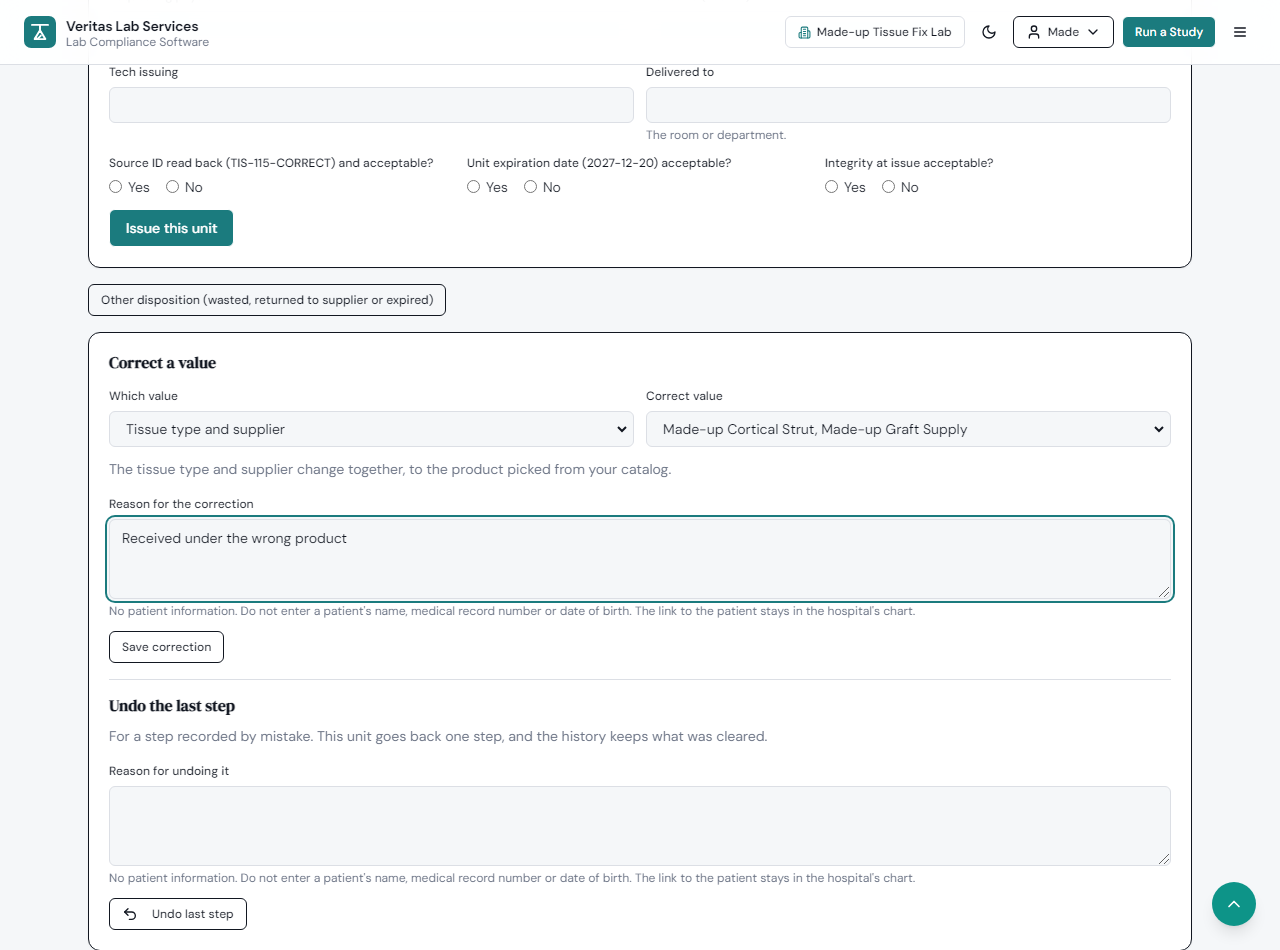 Veritas Lab Services
Lab Compliance Software
Made-up Tissue Fix Lab
Made
Run a Study
Tech issuing
Delivered to
The room or department.
Source ID read back (TIS-115-CORRECT) and acceptable?
Unit expiration date (2027-12-20) acceptable?
Integrity at issue acceptable?
Yes No
Yes No
Yes No
Issue this unit
Other disposition (wasted, returned to supplier or expired)
Correct a value
Which value
Correct value
Tissue type and supplier
Made-up Cortical Strut, Made-up Graft Supply
The tissue type and supplier change together, to the product picked from your catalog.
Reason for the correction
Received under the wrong product
No patient information. Do not enter a patient's name, medical record number or date of birth. The link to the patient stays in the hospital's chart.
Save correction
Undo the last step
For a step recorded by mistake. This unit goes back one step, and the history keeps what was cleared.
Reason for undoing it
No patient information. Do not enter a patient's name, medical record number or date of birth. The link to the patient stays in the hospital's chart.
Undo last step